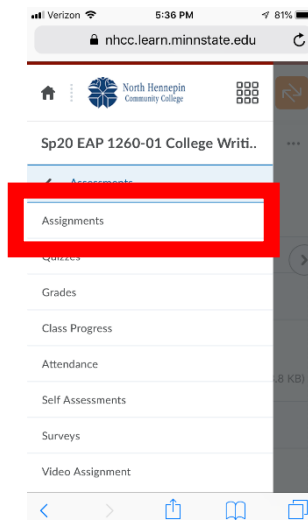 Verizon 5:36 PM 81%
nhcc.learn.minnstate.edu
North Hennepin
Community College
Sp20 EAP 1260-01 College Writi..
Assessments
Assignments
Quizzes
Grades
Class Progress
.8 KB)
Attendance
Self Assessments
Surveys
Video Assignment